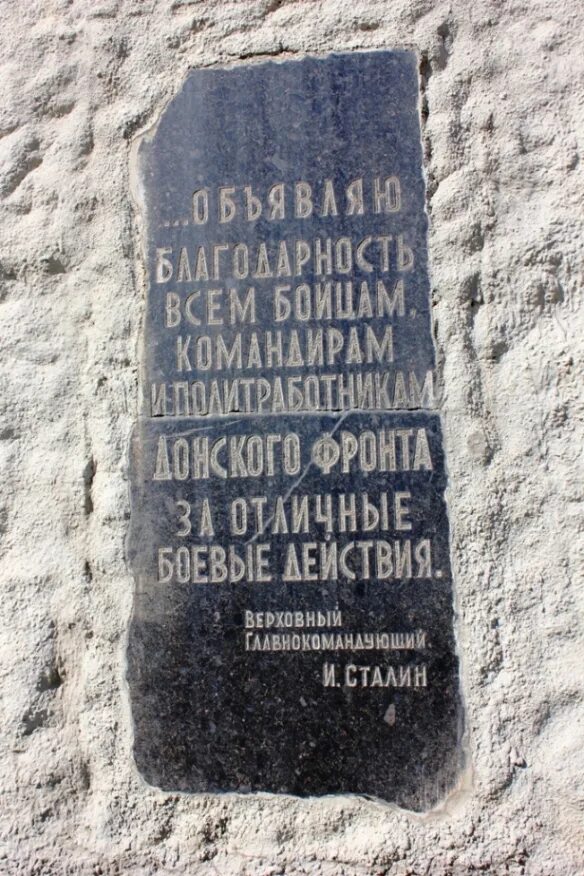 ...ОБЪЯВЛЯЮ
БЛАГОДАРНОСТЬ
ВСЕМ БОЙЦАМ,
КОМАНДИРАМ
И ПОЛИТРАБОТНИКАМ
ДОНСКОГО ФРОНТА
ЗА ОТЛИЧНЫЕ
БОЕВЫЕ ДЕЙСТВИЯ.
ВЕРХОВНЫЙ
ГЛАВНОКОМАНДУЮЩИЙ
И. СТАЛИН